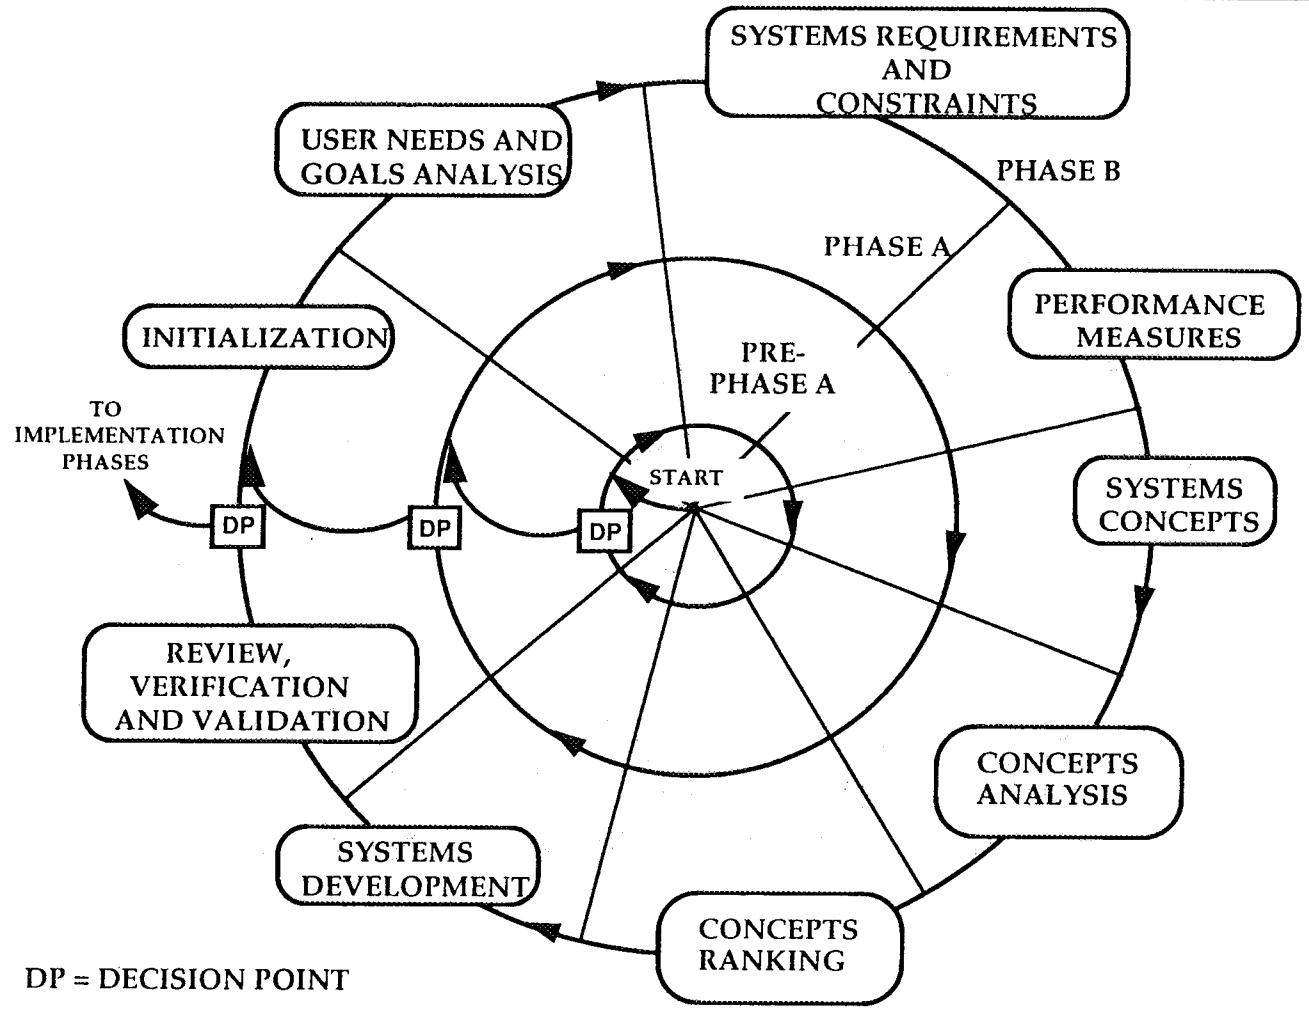 SYSTEMS REQUIREMENTS
AND
CONSTRAINTS
USER NEEDS AND
GOALS ANALYSIS
PHASE B
PHASE A
PERFORMANCE
MEASURES
INITIALIZATION
PRE-
PHASE A
TO
IMPLEMENTATION
PHASES
START
SYSTEMS
CONCEPTS
DP
DP
DP
REVIEW,
VERIFICATION
AND VALIDATION
CONCEPTS
ANALYSIS
SYSTEMS
DEVELOPMENT
CONCEPTS
RANKING
DP = DECISION POINT